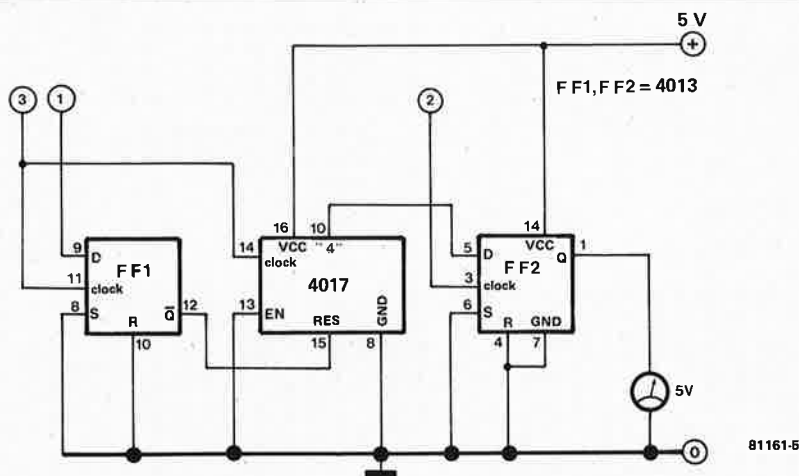 5 V
+
FF1, FF2 = 4013
3
1
2
16
10
14
VCC
"4"
14
clock
4017
13
EN
RES
GND
15
8
9
D
FF1
11
clock
8
S
R
Q̅
12
10
5
D
VCC
Q
1
FF2
3
clock
6
S
R
GND
4
7
5V
0
81161-5